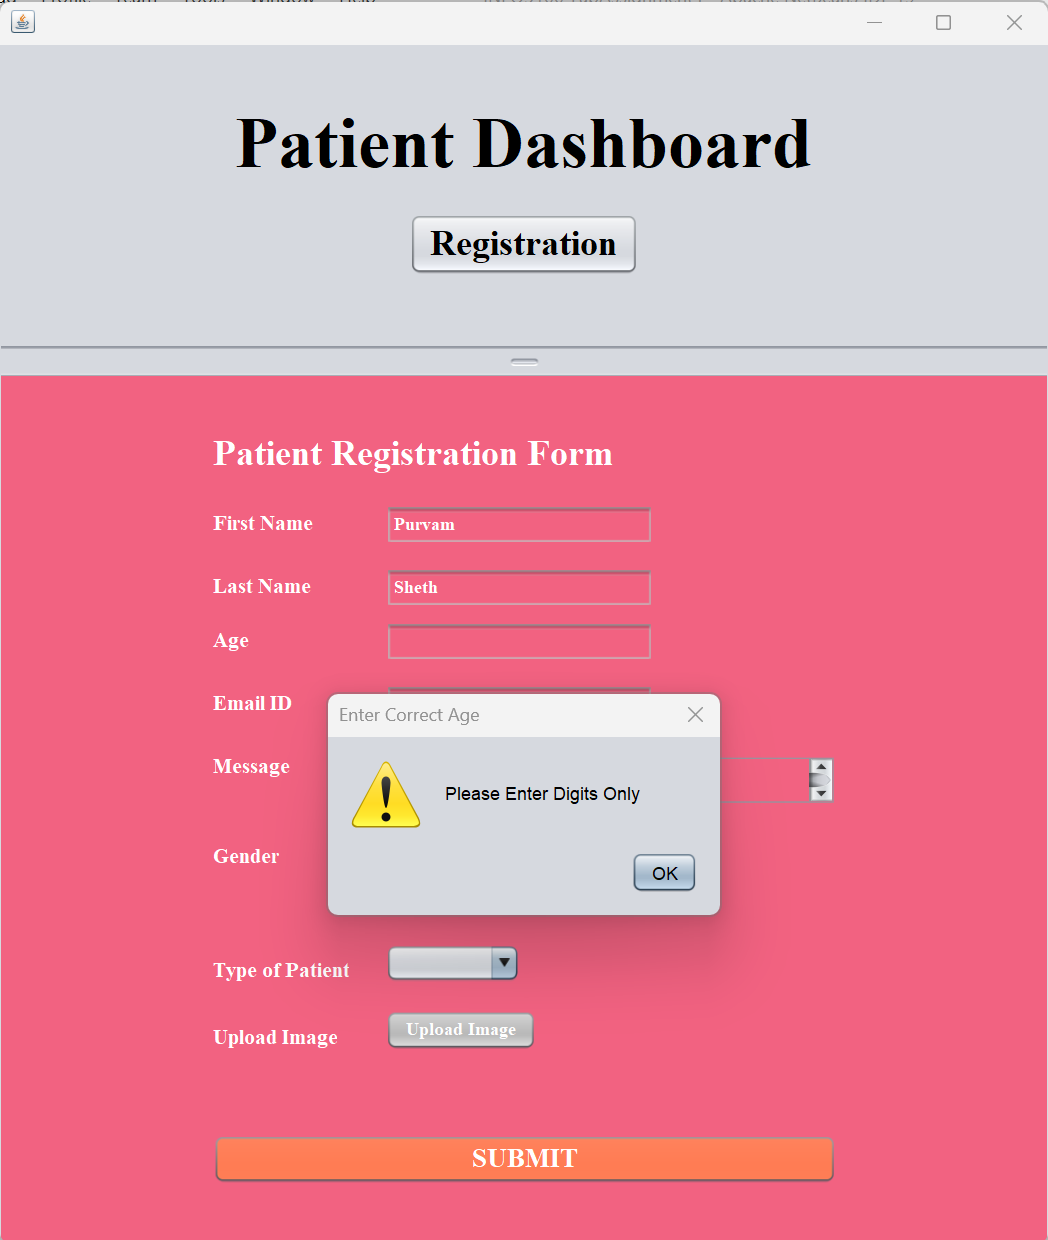 Patient Dashboard
Registration
Patient Registration Form
First Name
Purvam
Last Name
Sheth
Age
Email ID
Enter Correct Age
Message
Please Enter Digits Only
Gender
OK
Type of Patient
Upload Image
Upload Image
SUBMIT